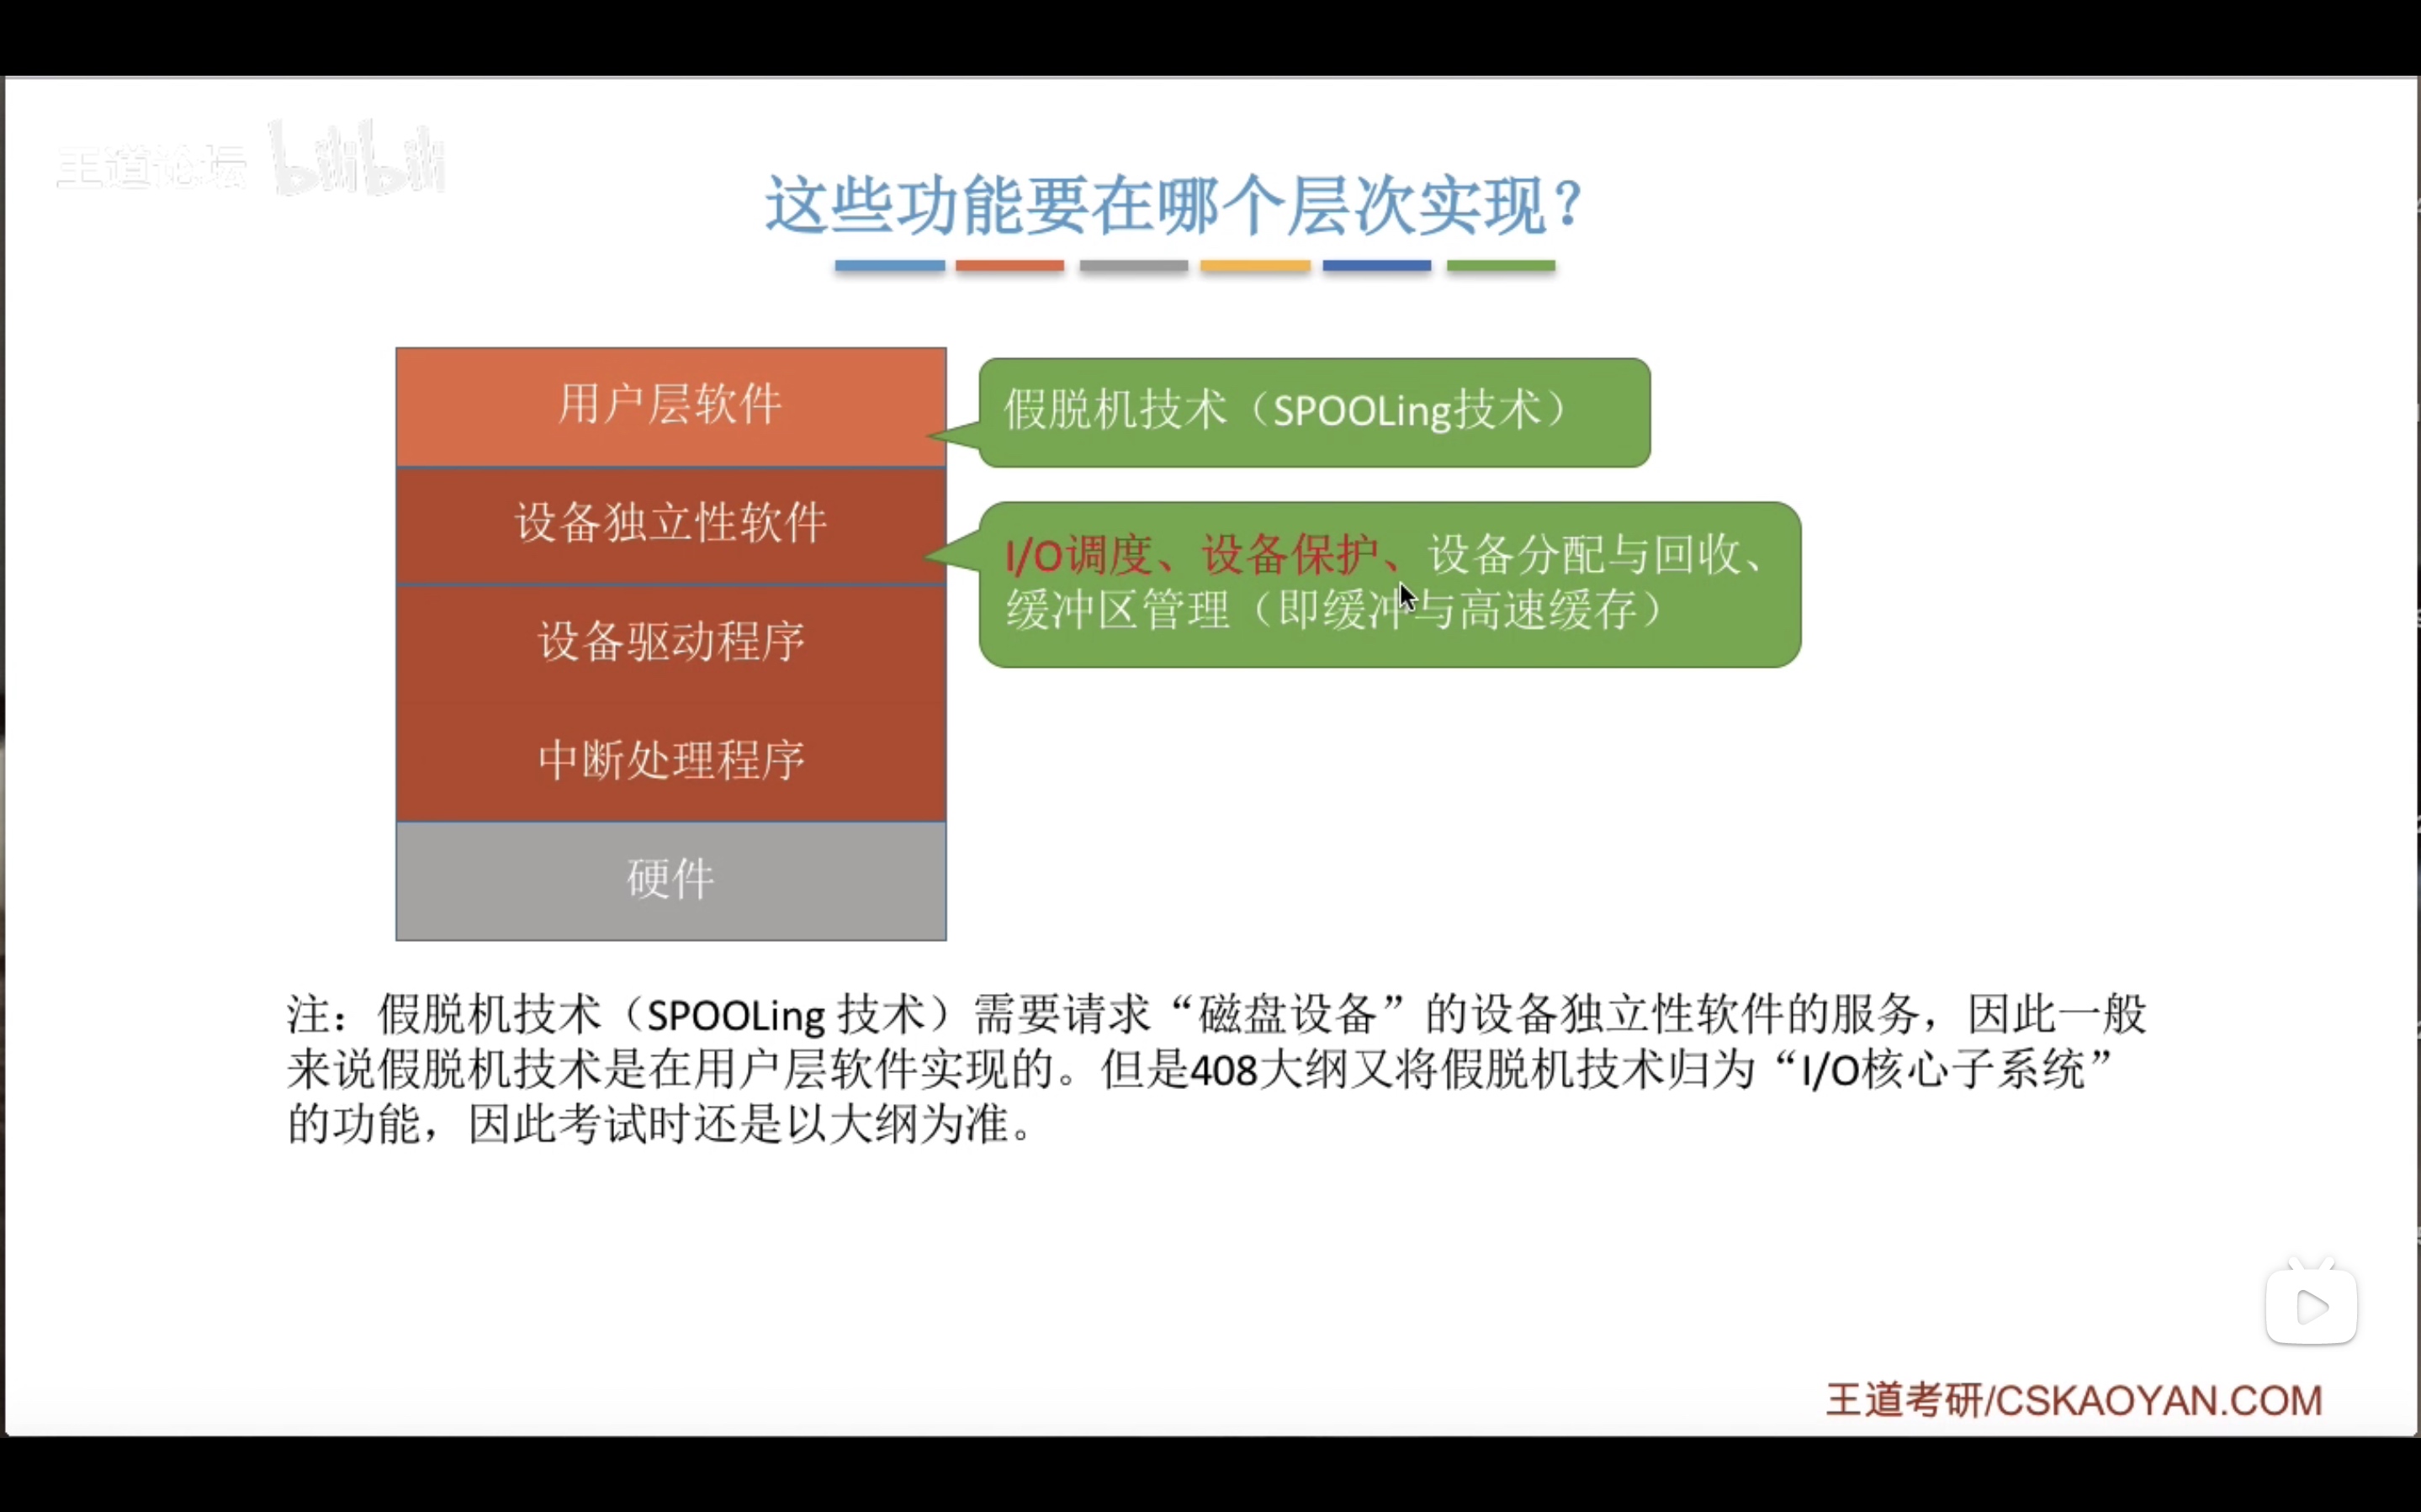 王道论坛 bilibili
这些功能要在哪个层次实现？
用户层软件
假脱机技术（SPOOLing技术）
设备独立性软件
I/O调度、设备保护、设备分配与回收、
缓冲区管理（即缓冲与高速缓存）
设备驱动程序
中断处理程序
硬件
注：假脱机技术（SPOOLing 技术）需要请求“磁盘设备”的设备独立性软件的服务，因此一般
来说假脱机技术是在用户层软件实现的。但是408大纲又将假脱机技术归为“I/O核心子系统”
的功能，因此考试时还是以大纲为准。
王道考研/CSKAOYAN.COM